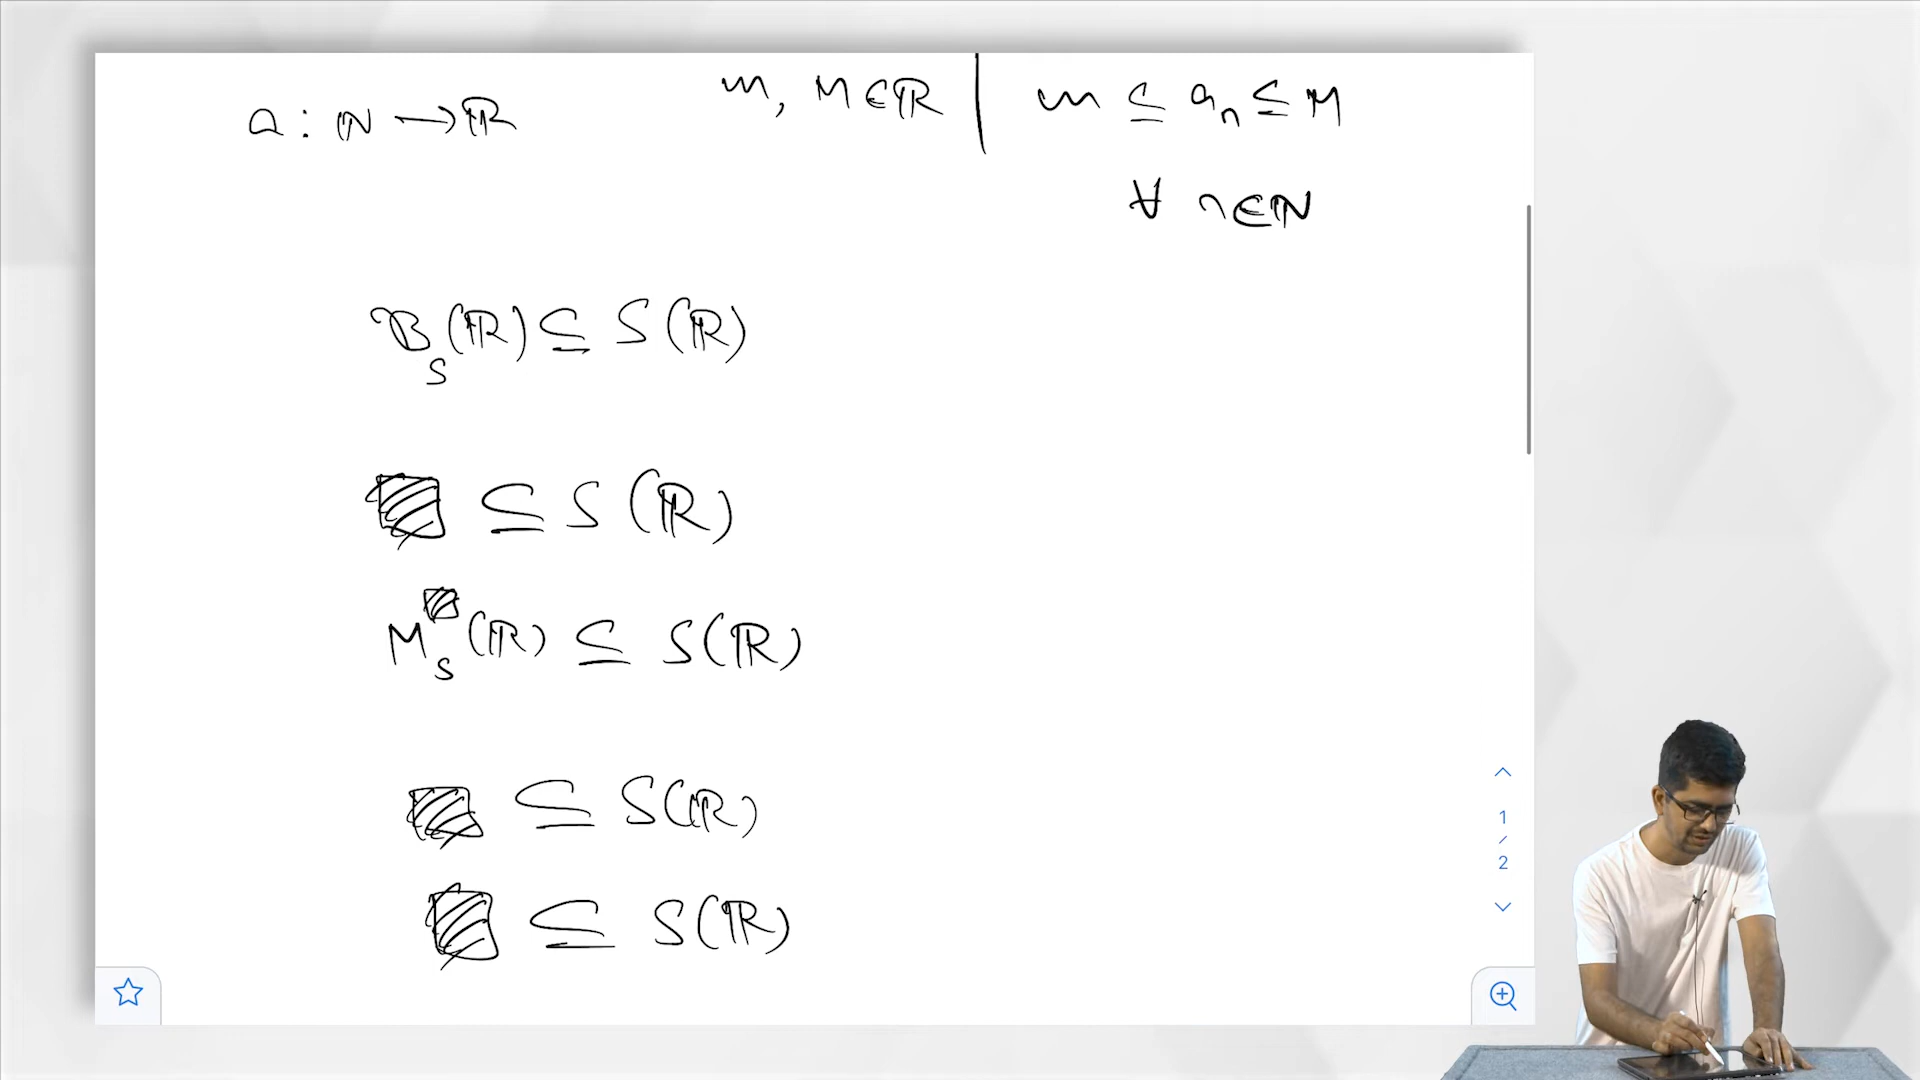 a : ℕ → ℝ
m, M ∈ ℝ | m ≤ aₙ ≤ M
∀ n ∈ ℕ
ℬ_S (ℝ) ⊆ S (ℝ)
⊆ S (ℝ)
M_S (ℝ) ⊆ S(ℝ)
⊆ S(ℝ)
⊆ S(ℝ)
1
/
2